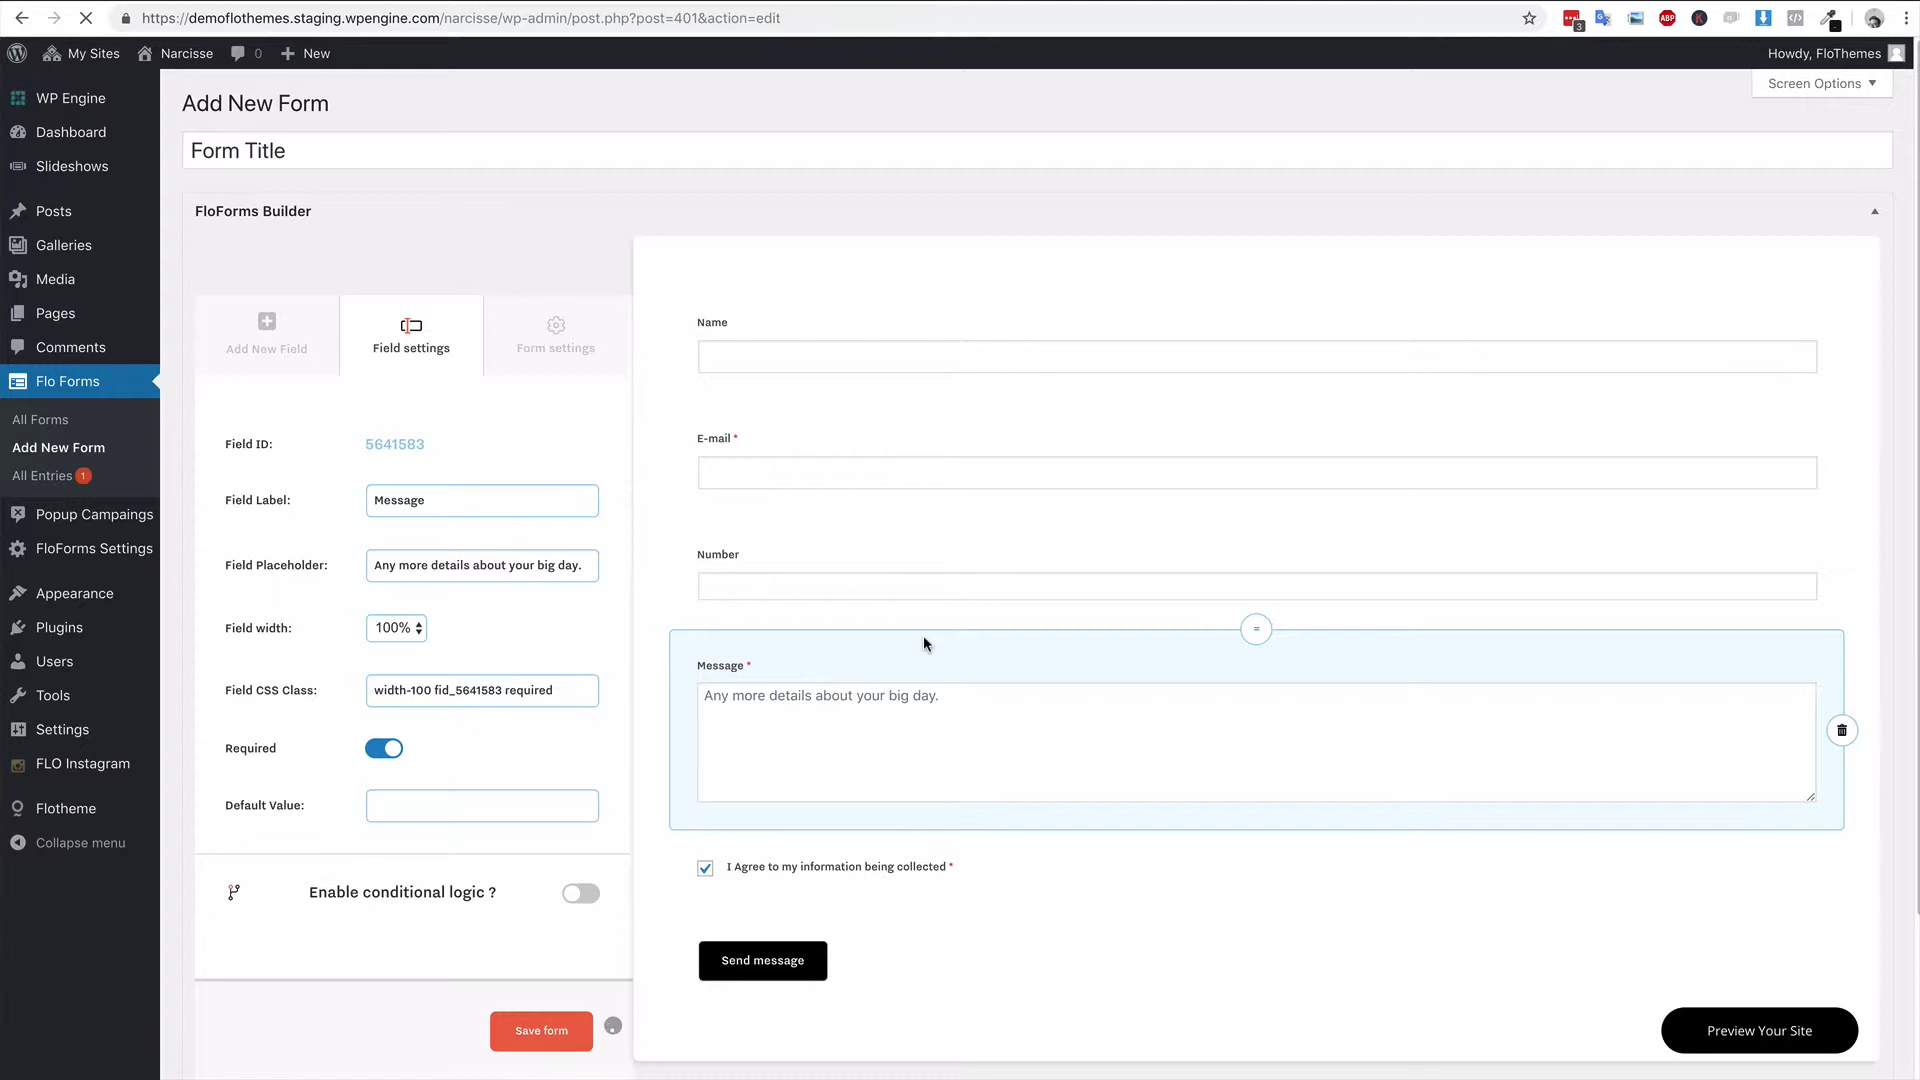 https://demoflothemes.staging.wpengine.com/narcisse/wp-admin/post.php?post=401&action=edit
3
ABP
K
My Sites
Narcisse
0
New
Howdy, FloThemes
WP Engine
Dashboard
Slideshows
Posts
Galleries
Media
Pages
Comments
Flo Forms
All Forms
Add New Form
All Entries 1
Popup Campaings
FloForms Settings
Appearance
Plugins
Users
Tools
Settings
FLO Instagram
Flotheme
Collapse menu
Screen Options
Add New Form
Form Title
FloForms Builder
Add New Field
Field settings
Form settings
Field ID: 5641583
Field Label: Message
Field Placeholder: Any more details about your big day.
Field width: 100%
Field CSS Class: width-100 fid_5641583 required
Required
Default Value:
Enable conditional logic ?
Save form
Name
E-mail *
Number
Message *
Any more details about your big day.
I Agree to my information being collected *
Send message
Preview Your Site